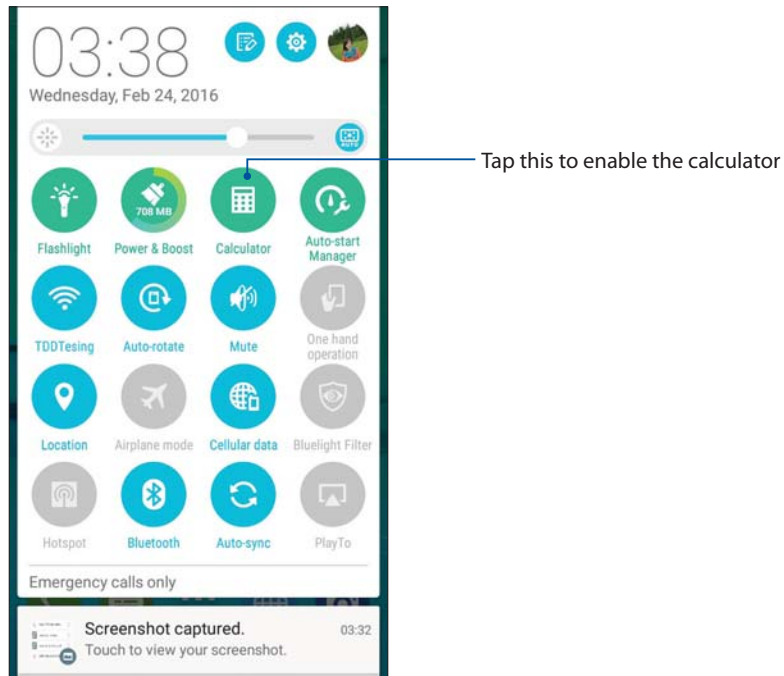 03:38
Wednesday, Feb 24, 2016
AUTO
Tap this to enable the calculator
708 MB
Flashlight
Power & Boost
Calculator
Auto-start
Manager
TDDTesing
Auto-rotate
Mute
One hand
operation
Location
Airplane mode
Cellular data
Bluelight Filter
Hotspot
Bluetooth
Auto-sync
PlayTo
Emergency calls only
Screenshot captured.
03:32
Touch to view your screenshot.